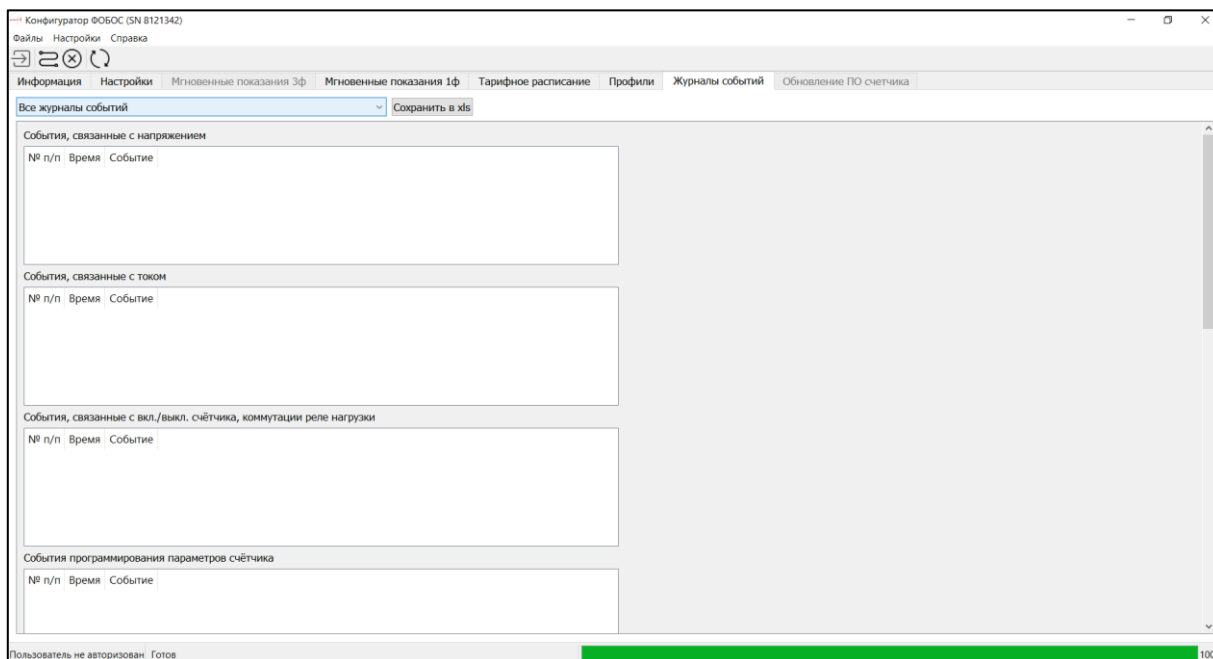 Конфигуратор ФОБОС (SN 8121342)
Файлы Настройки Справка
Информация Настройки Мгновенные показания 3ф Мгновенные показания 1ф Тарифное расписание Профили Журналы событий Обновление ПО счетчика
Все журналы событий Сохранить в xls
События, связанные с напряжением
№ п/п Время Событие
События, связанные с током
№ п/п Время Событие
События, связанные с вкл./выкл. счётчика, коммутации реле нагрузки
№ п/п Время Событие
События программирования параметров счётчика
№ п/п Время Событие
Пользователь не авторизован Готов 100